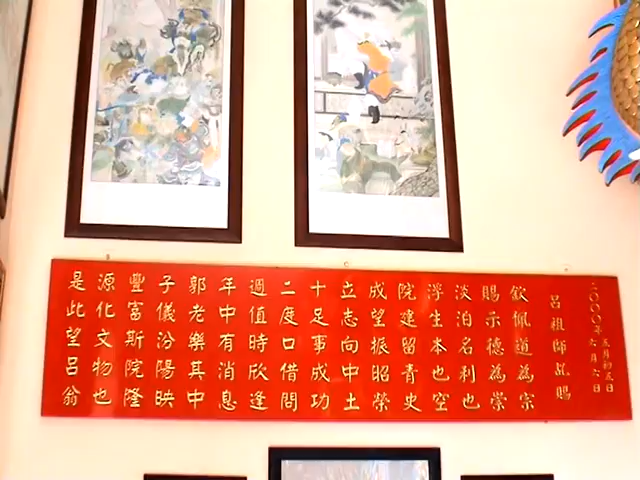 二〇〇〇年
五月初五日
六月六日
呂祖師乩賜
欽佩道為宗
賜示德為崇
淡泊名利也
浮生本也空
院建留青史
成望振昭榮
立志向中土
十足事成功
二度口借問
週值時欣逢
年中有消息
郭老樂其中
子儀汾陽映
豐富斯院隆
源化文物也
是此望呂翁